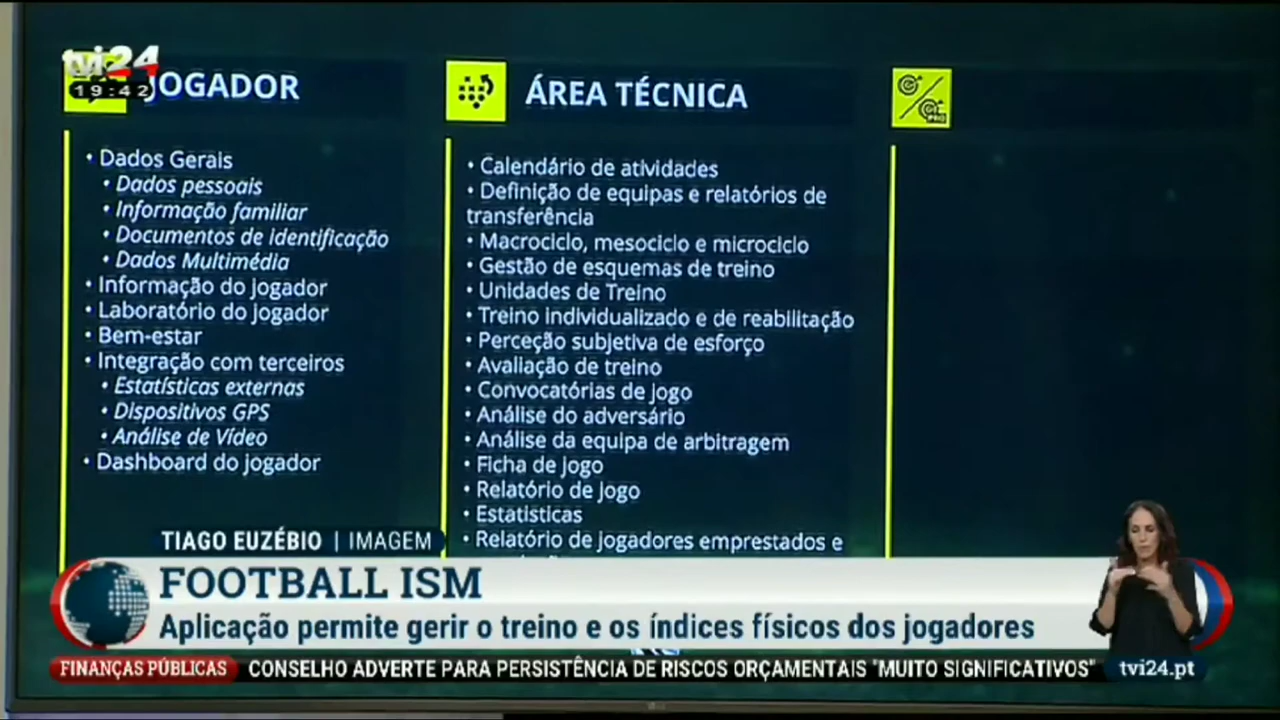 tvi24
19:42
JOGADOR
• Dados Gerais
• Dados pessoais
• Informação familiar
• Documentos de identificação
• Dados Multimédia
• Informação do jogador
• Laboratório do jogador
• Bem-estar
• Integração com terceiros
• Estatísticas externas
• Dispositivos GPS
• Análise de Vídeo
• Dashboard do jogador
ÁREA TÉCNICA
• Calendário de atividades
• Definição de equipas e relatórios de
transferência
• Macrociclo, mesociclo e microciclo
• Gestão de esquemas de treino
• Unidades de Treino
• Treino individualizado e de reabilitação
• Perceção subjetiva de esforço
• Avaliação de treino
• Convocatórias de jogo
• Análise do adversário
• Análise da equipa de arbitragem
• Ficha de Jogo
• Relatório de Jogo
• Estatisticas
• Relatório de jogadores emprestados e
PRO
TIAGO EUZÉBIO | IMAGEM
FOOTBALL ISM
Aplicação permite gerir o treino e os índices físicos dos jogadores
FINANÇAS PÚBLICAS CONSELHO ADVERTE PARA PERSISTÊNCIA DE RISCOS ORÇAMENTAIS "MUITO SIGNIFICATIVOS" tvi24.pt